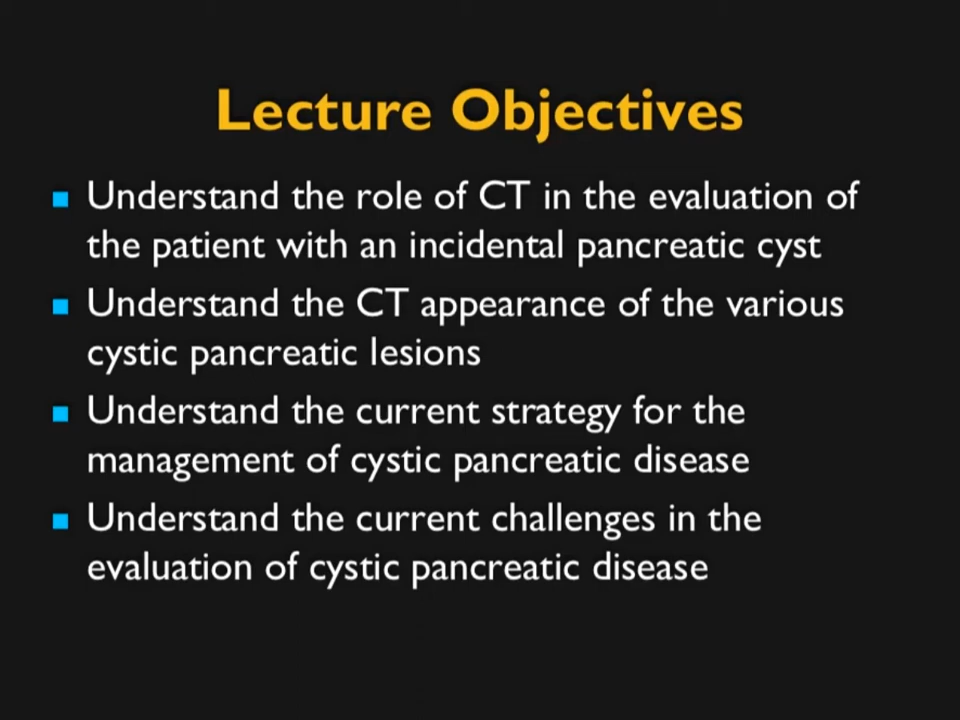 Lecture Objectives
Understand the role of CT in the evaluation of
the patient with an incidental pancreatic cyst
Understand the CT appearance of the various
cystic pancreatic lesions
Understand the current strategy for the
management of cystic pancreatic disease
Understand the current challenges in the
evaluation of cystic pancreatic disease